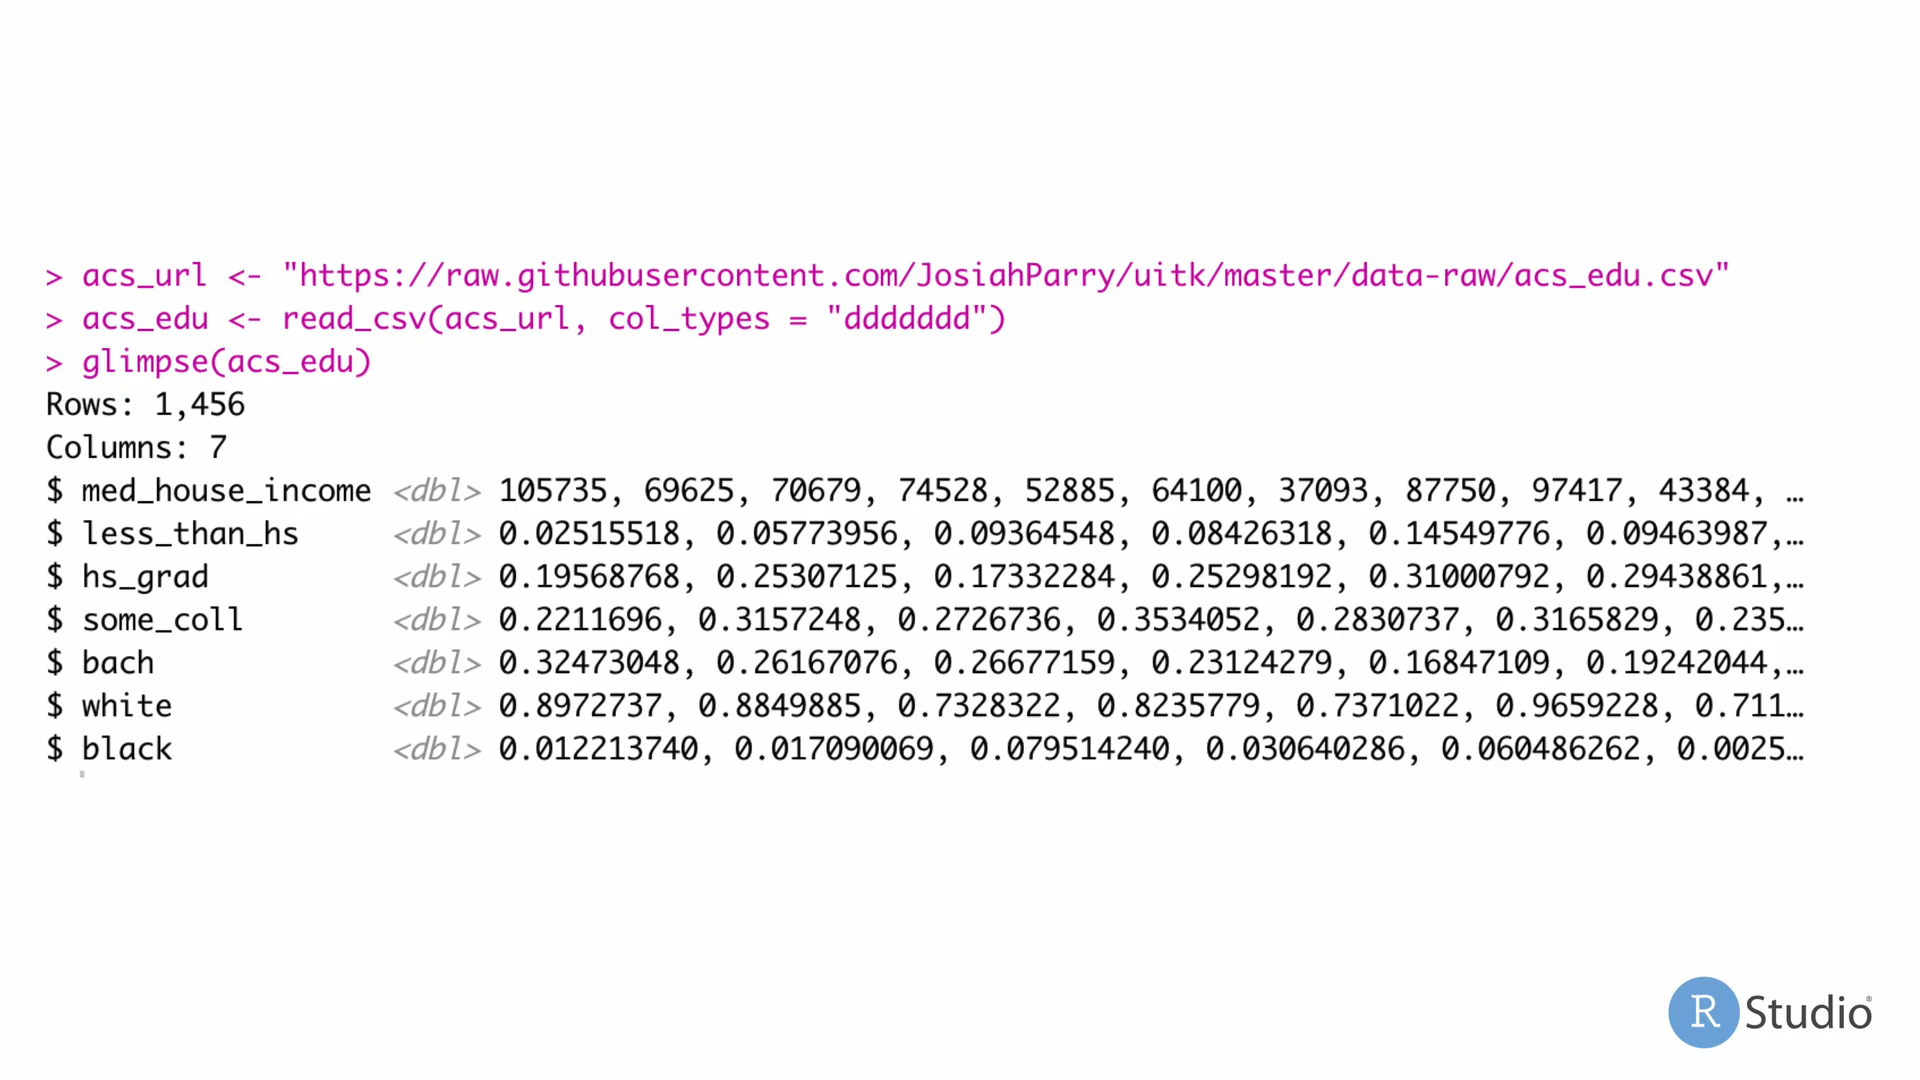 > acs_url <- "https://raw.githubusercontent.com/JosiahParry/uitk/master/data-raw/acs_edu.csv"
> acs_edu <- read_csv(acs_url, col_types = "ddddddd")
> glimpse(acs_edu)
Rows: 1,456
Columns: 7
$ med_house_income <dbl> 105735, 69625, 70679, 74528, 52885, 64100, 37093, 87750, 97417, 43384, …
$ less_than_hs <dbl> 0.02515518, 0.05773956, 0.09364548, 0.08426318, 0.14549776, 0.09463987,…
$ hs_grad <dbl> 0.19568768, 0.25307125, 0.17332284, 0.25298192, 0.31000792, 0.29438861,…
$ some_coll <dbl> 0.2211696, 0.3157248, 0.2726736, 0.3534052, 0.2830737, 0.3165829, 0.235…
$ bach <dbl> 0.32473048, 0.26167076, 0.26677159, 0.23124279, 0.16847109, 0.19242044,…
$ white <dbl> 0.8972737, 0.8849885, 0.7328322, 0.8235779, 0.7371022, 0.9659228, 0.711…
$ black <dbl> 0.012213740, 0.017090069, 0.079514240, 0.030640286, 0.060486262, 0.0025…
R Studio®